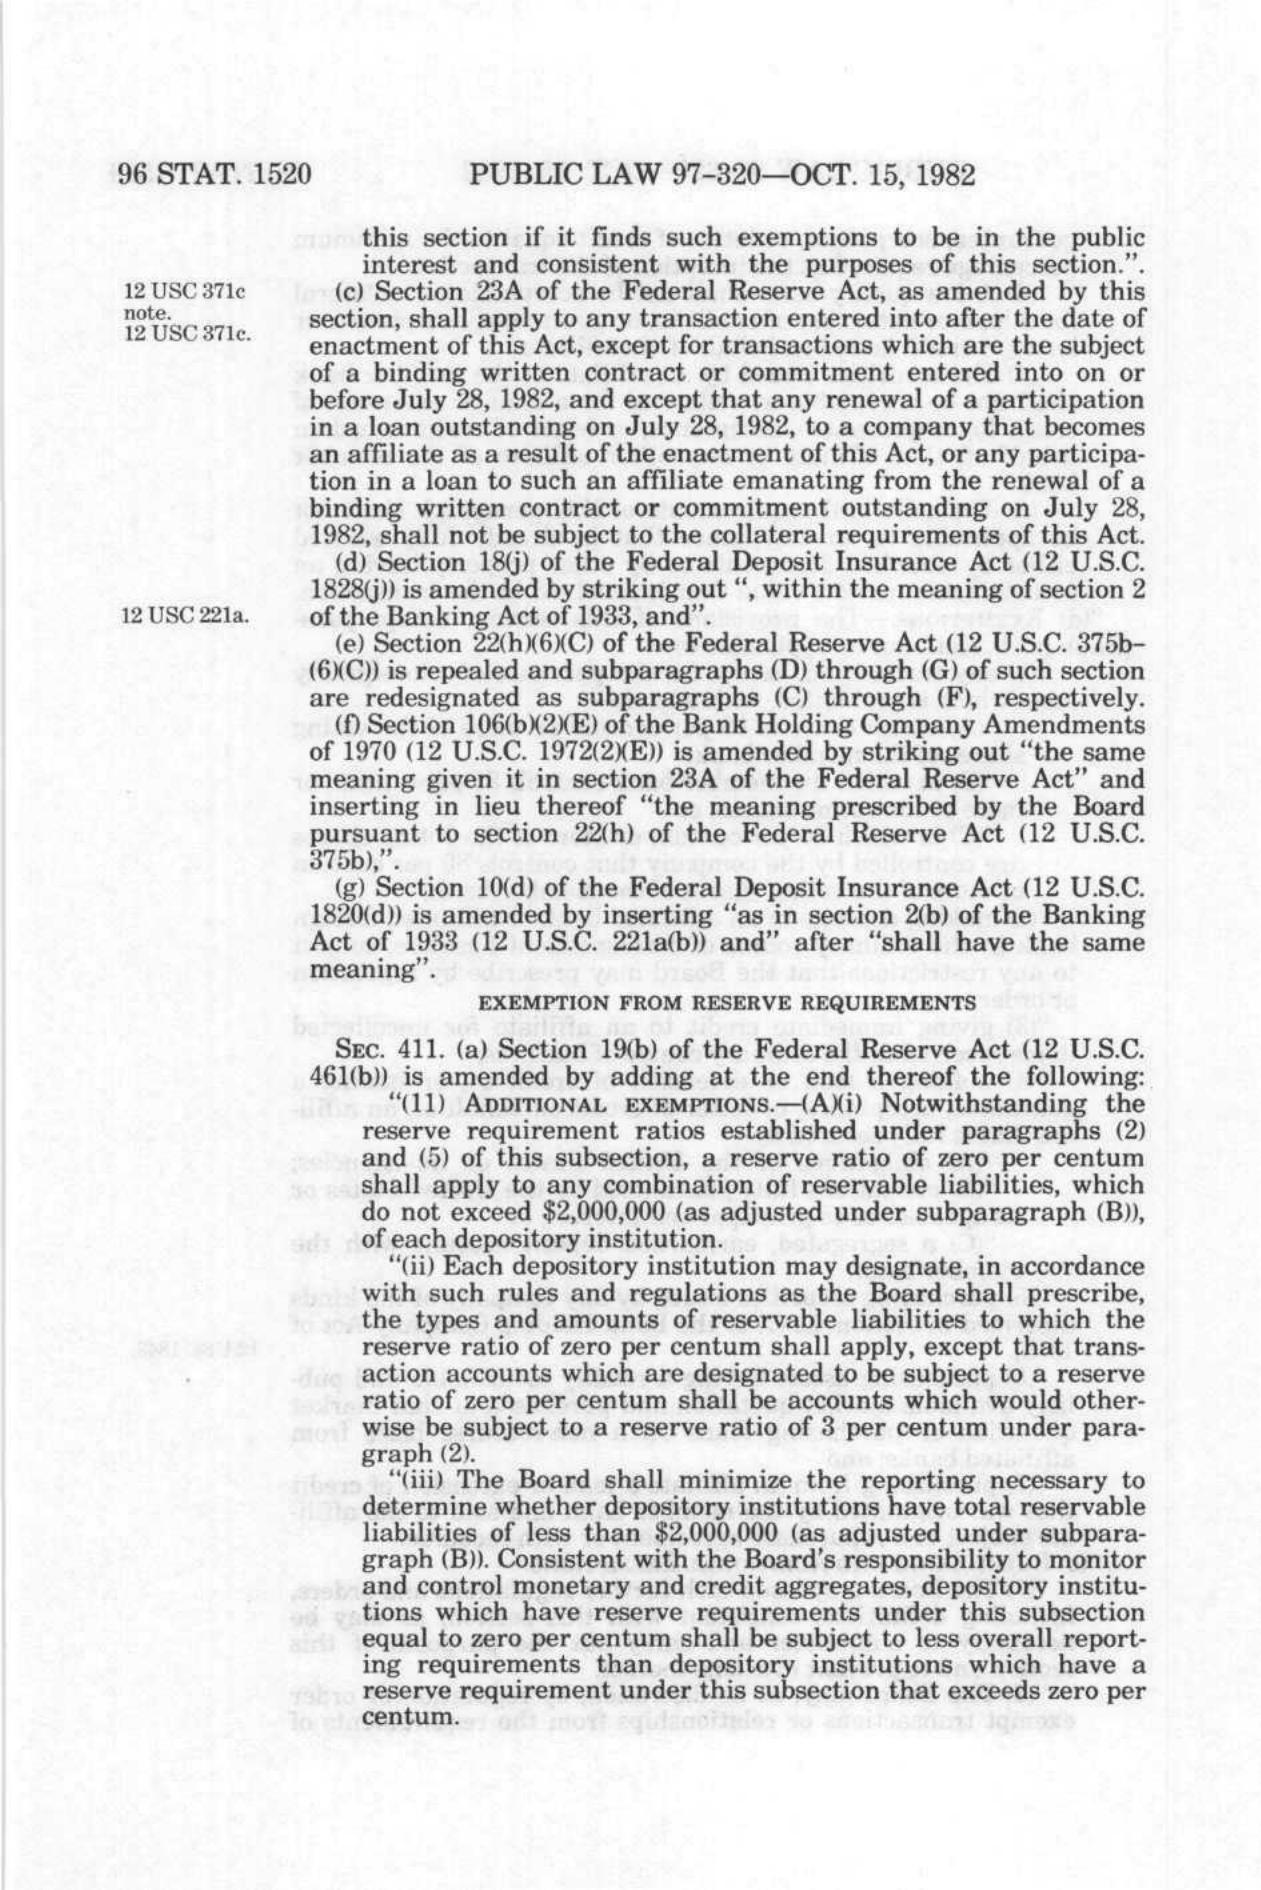 96 STAT. 1520
PUBLIC LAW 97-320—OCT. 15, 1982
this section if it finds such exemptions to be in the public
interest and consistent with the purposes of this section.”.
12 USC 371c
note.
12 USC 371c.
(c) Section 23A of the Federal Reserve Act, as amended by this
section, shall apply to any transaction entered into after the date of
enactment of this Act, except for transactions which are the subject
of a binding written contract or commitment entered into on or
before July 28, 1982, and except that any renewal of a participation
in a loan outstanding on July 28, 1982, to a company that becomes
an affiliate as a result of the enactment of this Act, or any participa-
tion in a loan to such an affiliate emanating from the renewal of a
binding written contract or commitment outstanding on July 28,
1982, shall not be subject to the collateral requirements of this Act.
(d) Section 18(j) of the Federal Deposit Insurance Act (12 U.S.C.
1828(j)) is amended by striking out “, within the meaning of section 2
12 USC 221a.
of the Banking Act of 1933, and”.
(e) Section 22(h)(6)(C) of the Federal Reserve Act (12 U.S.C. 375b-
(6)(C)) is repealed and subparagraphs (D) through (G) of such section
are redesignated as subparagraphs (C) through (F), respectively.
(f) Section 106(b)(2)(E) of the Bank Holding Company Amendments
of 1970 (12 U.S.C. 1972(2)(E)) is amended by striking out “the same
meaning given it in section 23A of the Federal Reserve Act” and
inserting in lieu thereof “the meaning prescribed by the Board
pursuant to section 22(h) of the Federal Reserve Act (12 U.S.C.
375b),”.
(g) Section 10(d) of the Federal Deposit Insurance Act (12 U.S.C.
1820(d)) is amended by inserting “as in section 2(b) of the Banking
Act of 1933 (12 U.S.C. 221a(b)) and” after “shall have the same
meaning”.
EXEMPTION FROM RESERVE REQUIREMENTS
SEC. 411. (a) Section 19(b) of the Federal Reserve Act (12 U.S.C.
461(b)) is amended by adding at the end thereof the following:
“(11) ADDITIONAL EXEMPTIONS.—(A)(i) Notwithstanding the
reserve requirement ratios established under paragraphs (2)
and (5) of this subsection, a reserve ratio of zero per centum
shall apply to any combination of reservable liabilities, which
do not exceed $2,000,000 (as adjusted under subparagraph (B)),
of each depository institution.
“(ii) Each depository institution may designate, in accordance
with such rules and regulations as the Board shall prescribe,
the types and amounts of reservable liabilities to which the
reserve ratio of zero per centum shall apply, except that trans-
action accounts which are designated to be subject to a reserve
ratio of zero per centum shall be accounts which would other-
wise be subject to a reserve ratio of 3 per centum under para-
graph (2).
“(iii) The Board shall minimize the reporting necessary to
determine whether depository institutions have total reservable
liabilities of less than $2,000,000 (as adjusted under subpara-
graph (B)). Consistent with the Board’s responsibility to monitor
and control monetary and credit aggregates, depository institu-
tions which have reserve requirements under this subsection
equal to zero per centum shall be subject to less overall report-
ing requirements than depository institutions which have a
reserve requirement under this subsection that exceeds zero per
centum.